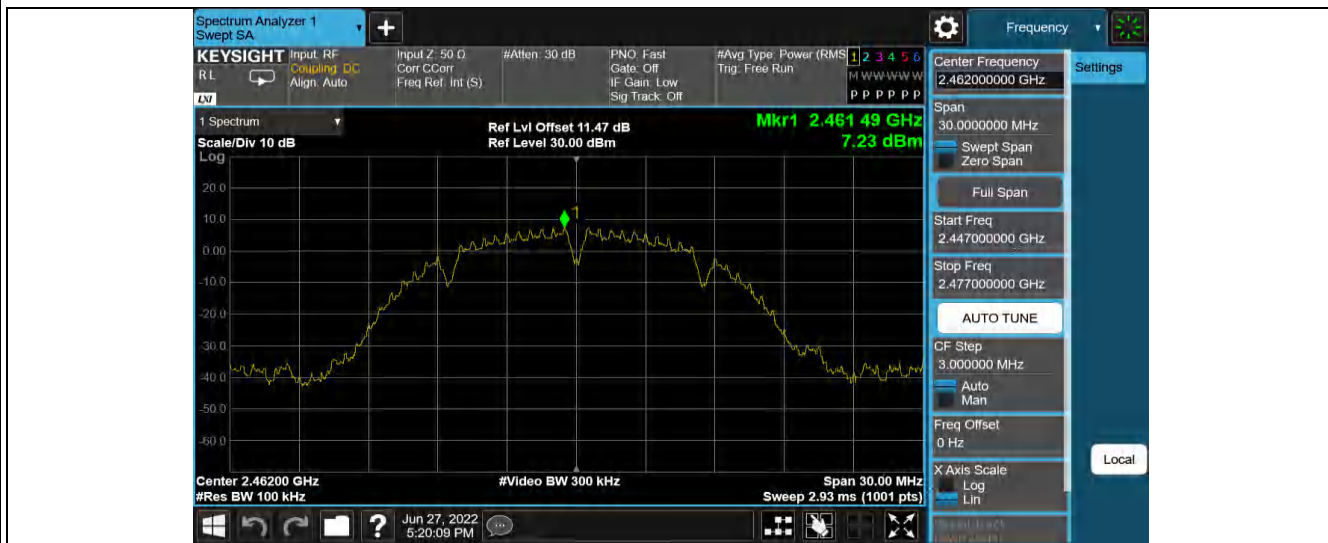 Spectrum Analyzer 1
Swept SA
Frequency
KEYSIGHT
R L
LXI
Input: RF
Coupling: DC
Align: Auto
Input Z: 50 Ω
Corr CCorr
Freq Ref: Int (S)
#Atten: 30 dB
PNO: Fast
Gate: Off
IF Gain: Low
Sig Track: Off
#Avg Type: Power (RMS
Trig: Free Run
1 2 3 4 5 6
M W W W W W
P P P P P P
1 Spectrum
Scale/Div 10 dB
Log
Ref Lvl Offset 11.47 dB
Ref Level 30.00 dBm
Mkr1 2.461 49 GHz
7.23 dBm
20.0
10.0
0.00
-10.0
-20.0
-30.0
-40.0
-50.0
-60.0
1
Center 2.46200 GHz
#Res BW 100 kHz
#Video BW 300 kHz
Span 30.00 MHz
Sweep 2.93 ms (1001 pts)
Center Frequency
2.462000000 GHz
Span
30.0000000 MHz
Swept Span
Zero Span
Full Span
Start Freq
2.447000000 GHz
Stop Freq
2.477000000 GHz
AUTO TUNE
CF Step
3.000000 MHz
Auto
Man
Freq Offset
0 Hz
X Axis Scale
Log
Lin
Settings
Local
?
Jun 27, 2022
5:20:09 PM